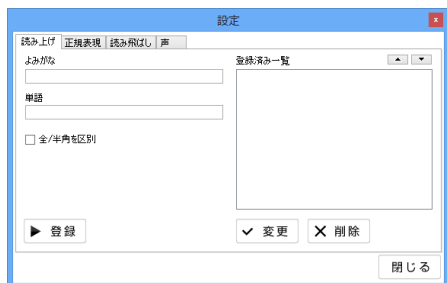 設定
読み上げ 正規表現 読み飛ばし 声
よみがな
登録済み一覧
単語
全/半角を区別
登録
変更
削除
閉じる